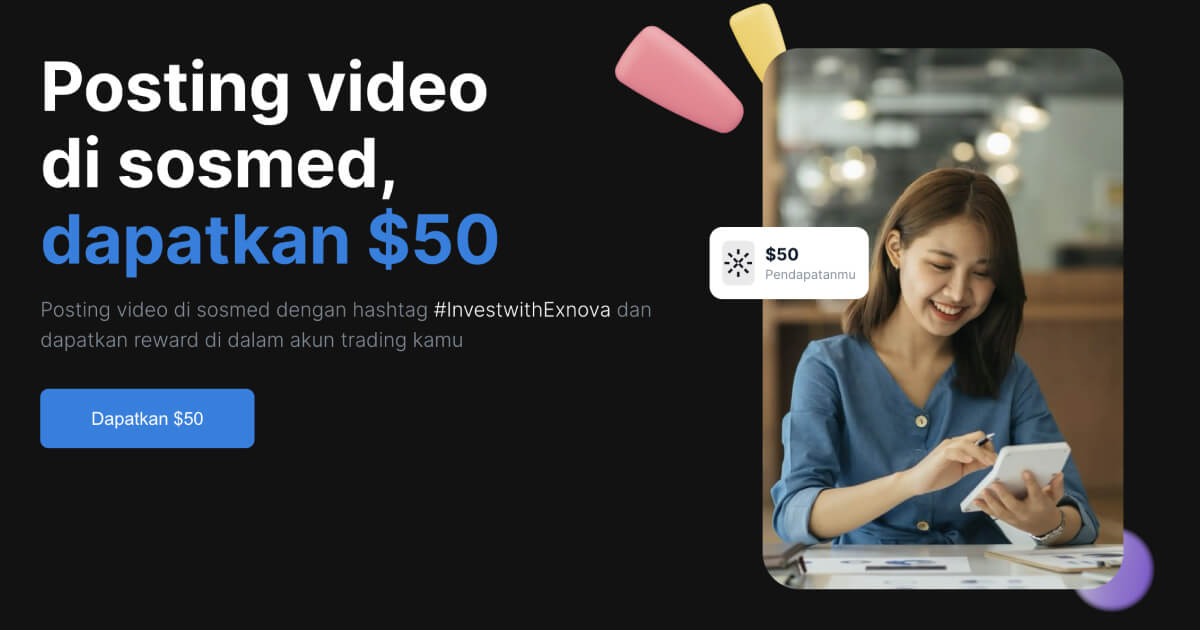 Posting video
di sosmed,
dapatkan $50
Posting video di sosmed dengan hashtag #InvestwithExnova dan
dapatkan reward di dalam akun trading kamu
Dapatkan $50
$50
Pendapatanmu